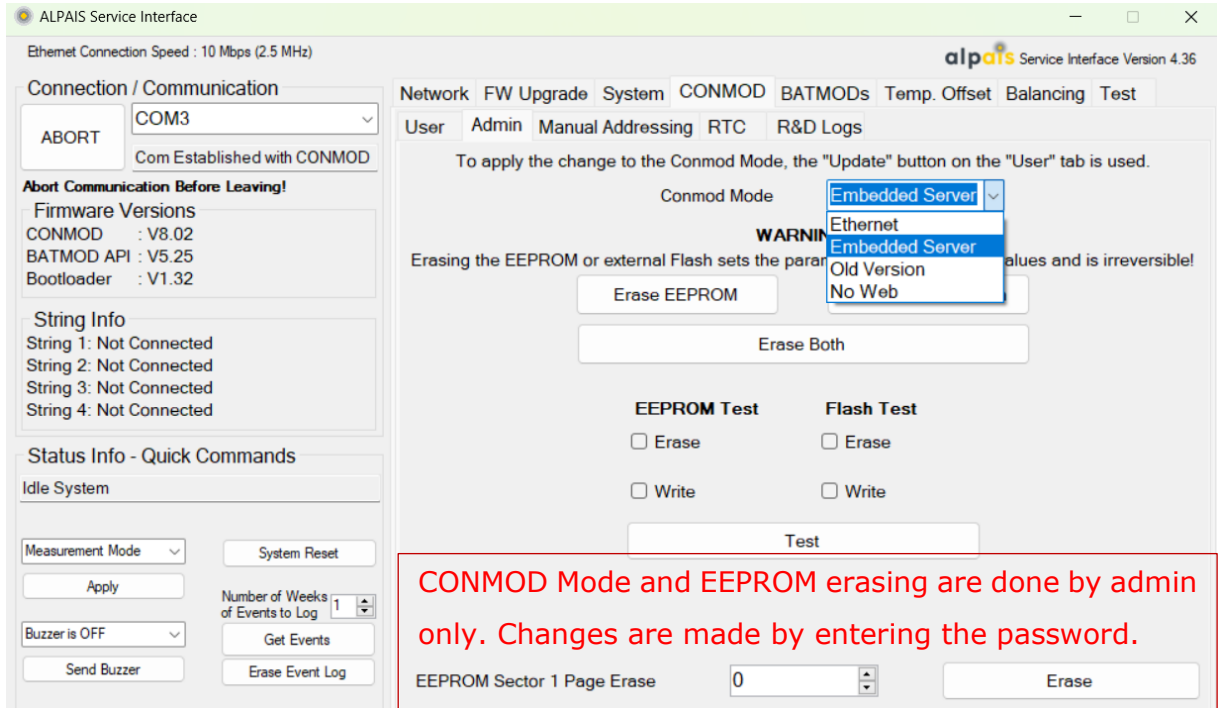 ALPAIS Service Interface
Ethernet Connection Speed : 10 Mbps (2.5 MHz)
alpais Service Interface Version 4.36
Connection / Communication
ABORT
COM3
Com Established with CONMOD
Abort Communication Before Leaving!
Firmware Versions
CONMOD : V8.02
BATMOD API : V5.25
Bootloader : V1.32
String Info
String 1: Not Connected
String 2: Not Connected
String 3: Not Connected
String 4: Not Connected
Status Info - Quick Commands
Idle System
Measurement Mode
System Reset
Apply
Number of Weeks
of Events to Log
1
Buzzer is OFF
Get Events
Send Buzzer
Erase Event Log
Network FW Upgrade System CONMOD BATMODs Temp. Offset Balancing Test
User Admin Manual Addressing RTC R&D Logs
To apply the change to the Conmod Mode, the "Update" button on the "User" tab is used.
Conmod Mode
Embedded Server
Ethernet
Embedded Server
Old Version
No Web
Erasing the EEPROM or external Flash sets the and is irreversible!
Erase EEPROM
Erase Both
EEPROM Test Flash Test
Erase Erase
Write Write
Test
CONMOD Mode and EEPROM erasing are done by admin
only. Changes are made by entering the password.
EEPROM Sector 1 Page Erase 0 Erase